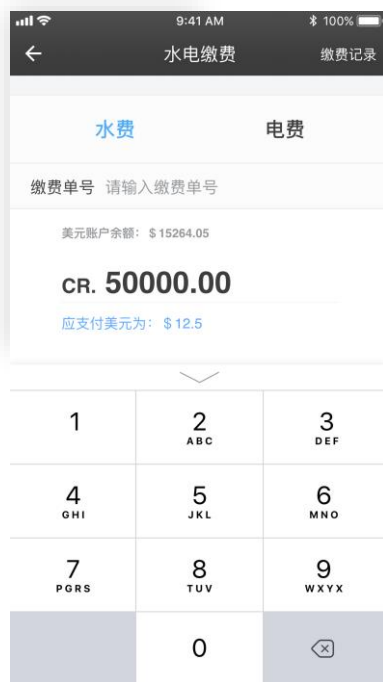 9:41 AM 100%
水电缴费 缴费记录
水费 电费
缴费单号 请输入缴费单号
美元账户余额：$15264.05
CR. 50000.00
应支付美元为：$12.5
1 2 3
ABC DEF
4 5 6
GHI JKL MNO
7 8 9
PGRS TUV WXYX
0